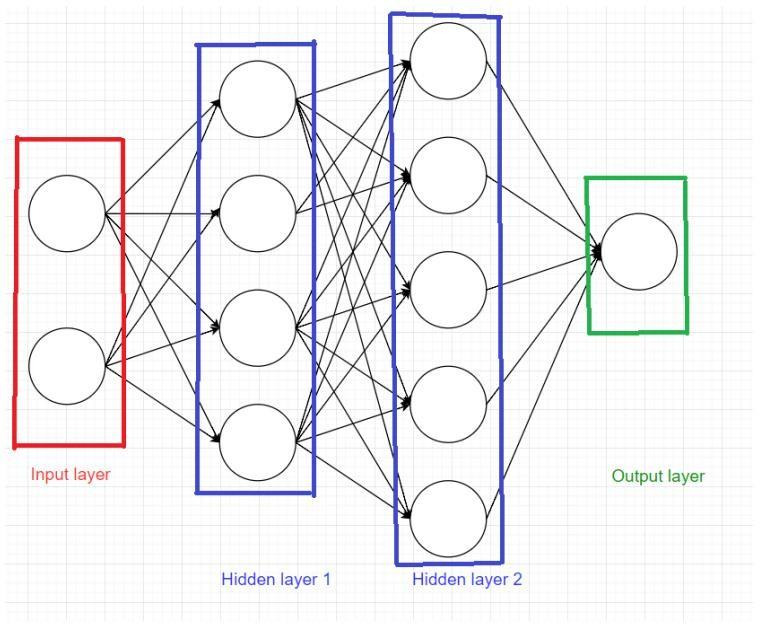 Input layer
Output layer
Hidden layer 1
Hidden layer 2